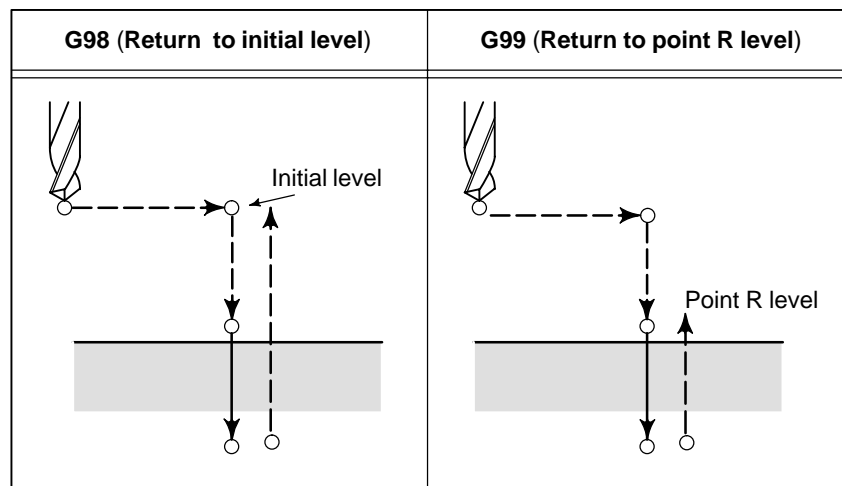 G98 (Return to initial level)
G99 (Return to point R level)
Initial level
Point R level